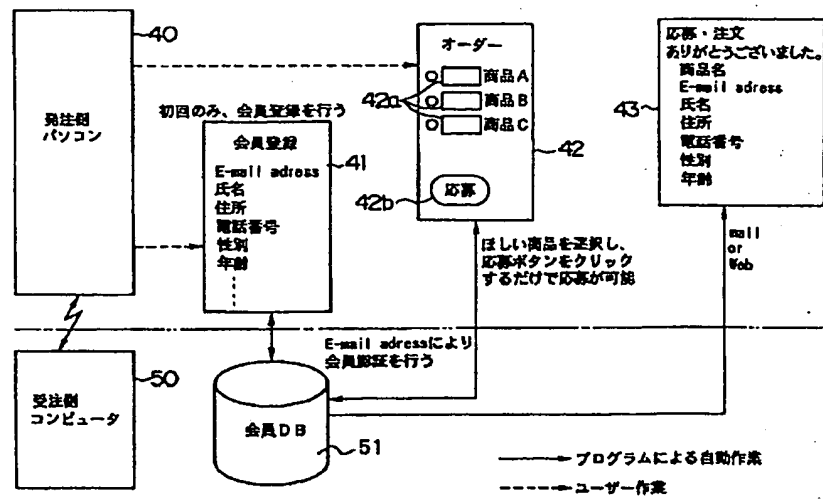 40
発注側
パソコン
初回のみ、会員登録を行う
会員登録
41
E-mail adress
氏名
住所
電話番号
性別
年齢
オーダー
商品A
商品B
商品C
42a
42
42b
応募
ほしい商品を選択し、
応募ボタンをクリック
するだけで応募が可能
応募・注文
ありがとうございました。
商品名
E-mail adress
氏名
住所
電話番号
性別
年齢
43
mail
or
Web
50
受注側
コンピュータ
E-mail adressにより
会員認証を行う
会員DB
51
プログラムによる自動作業
ユーザー作業